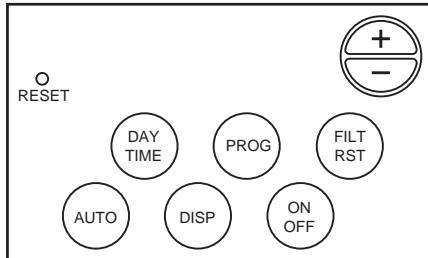 +
−
RESET
DAY
TIME
PROG
FILT
RST
AUTO
DISP
ON
OFF